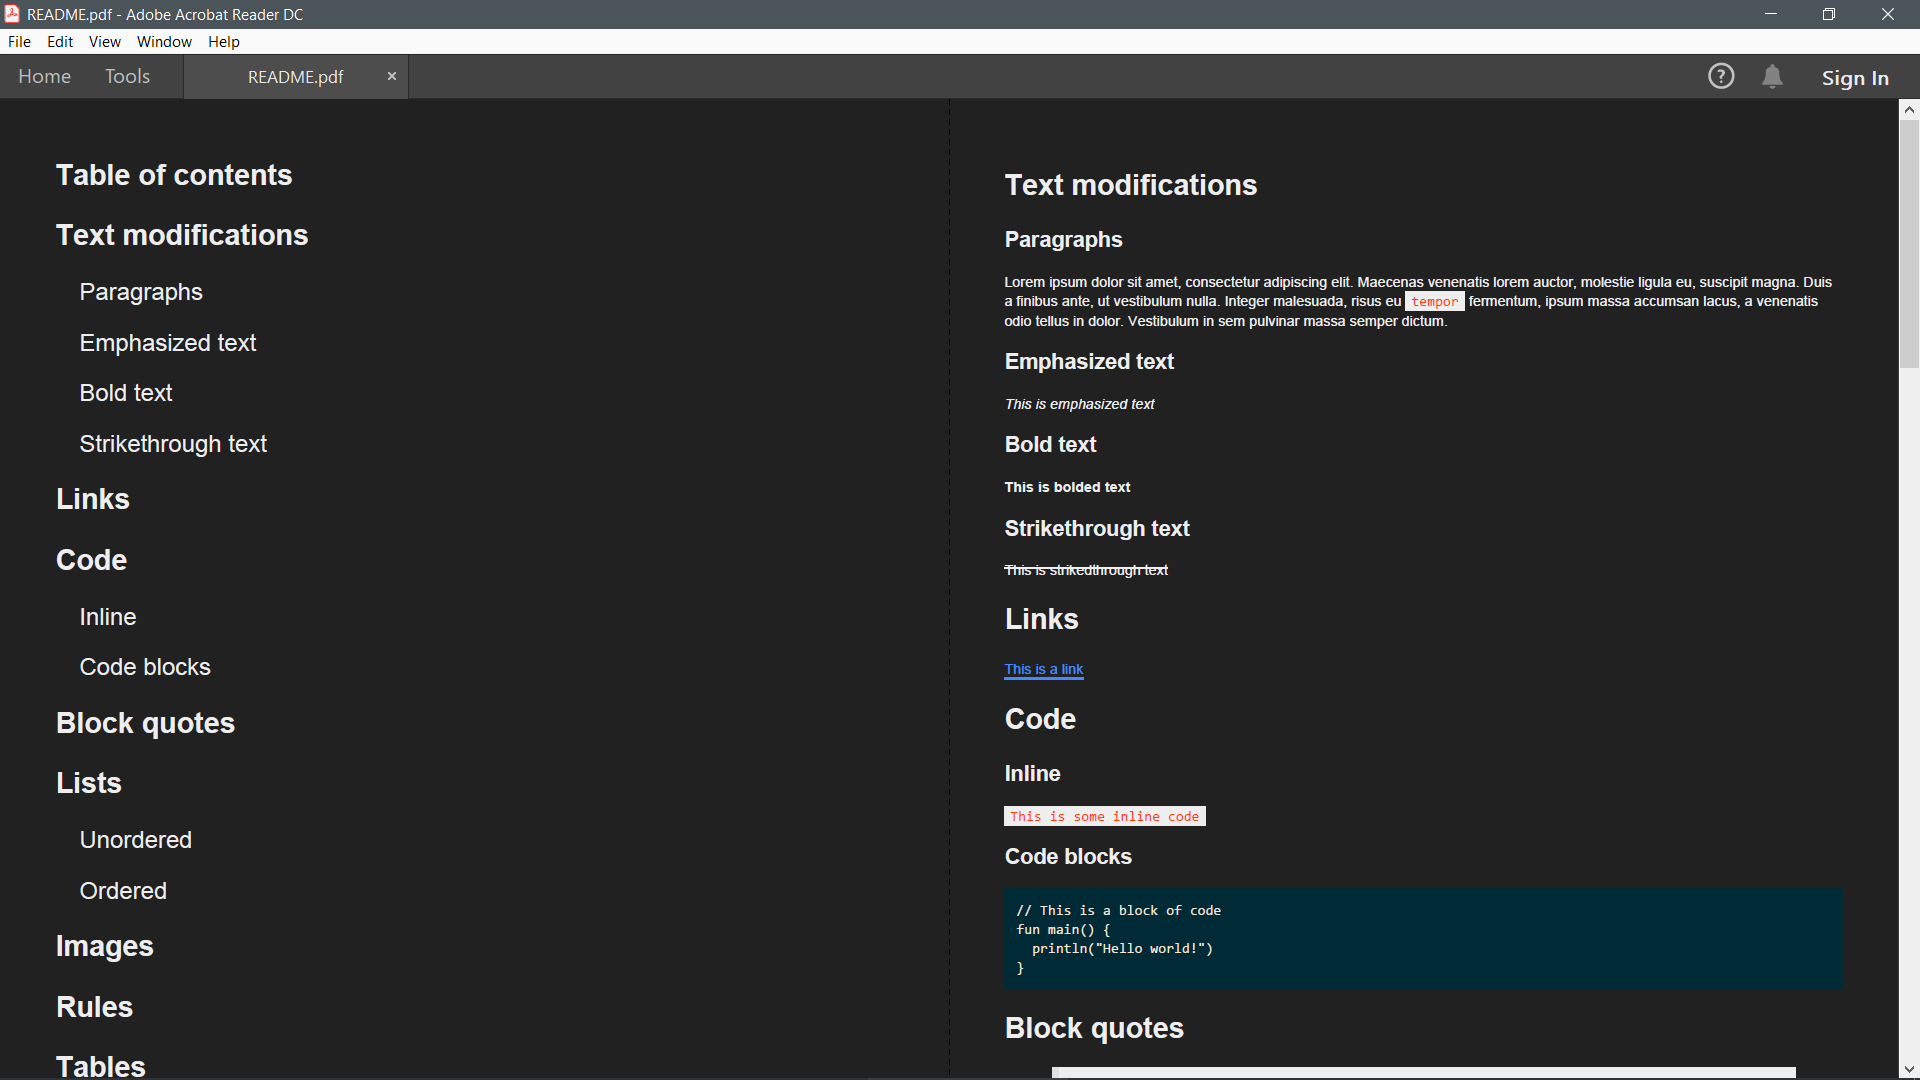 README.pdf - Adobe Acrobat Reader DC
File Edit View Window Help
Home Tools README.pdf × ? Sign In
Table of contents
Text modifications
Paragraphs
Emphasized text
Bold text
Strikethrough text
Links
Code
Inline
Code blocks
Block quotes
Lists
Unordered
Ordered
Images
Rules
Tables
Text modifications
Paragraphs
Lorem ipsum dolor sit amet, consectetur adipiscing elit. Maecenas venenatis lorem auctor, molestie ligula eu, suscipit magna. Duis
a finibus ante, ut vestibulum nulla. Integer malesuada, risus eu tempor fermentum, ipsum massa accumsan lacus, a venenatis
odio tellus in dolor. Vestibulum in sem pulvinar massa semper dictum.
Emphasized text
This is emphasized text
Bold text
This is bolded text
Strikethrough text
This is strikedthrough text
Links
This is a link
Code
Inline
This is some inline code
Code blocks
// This is a block of code
fun main() {
  println("Hello world!")
}
Block quotes